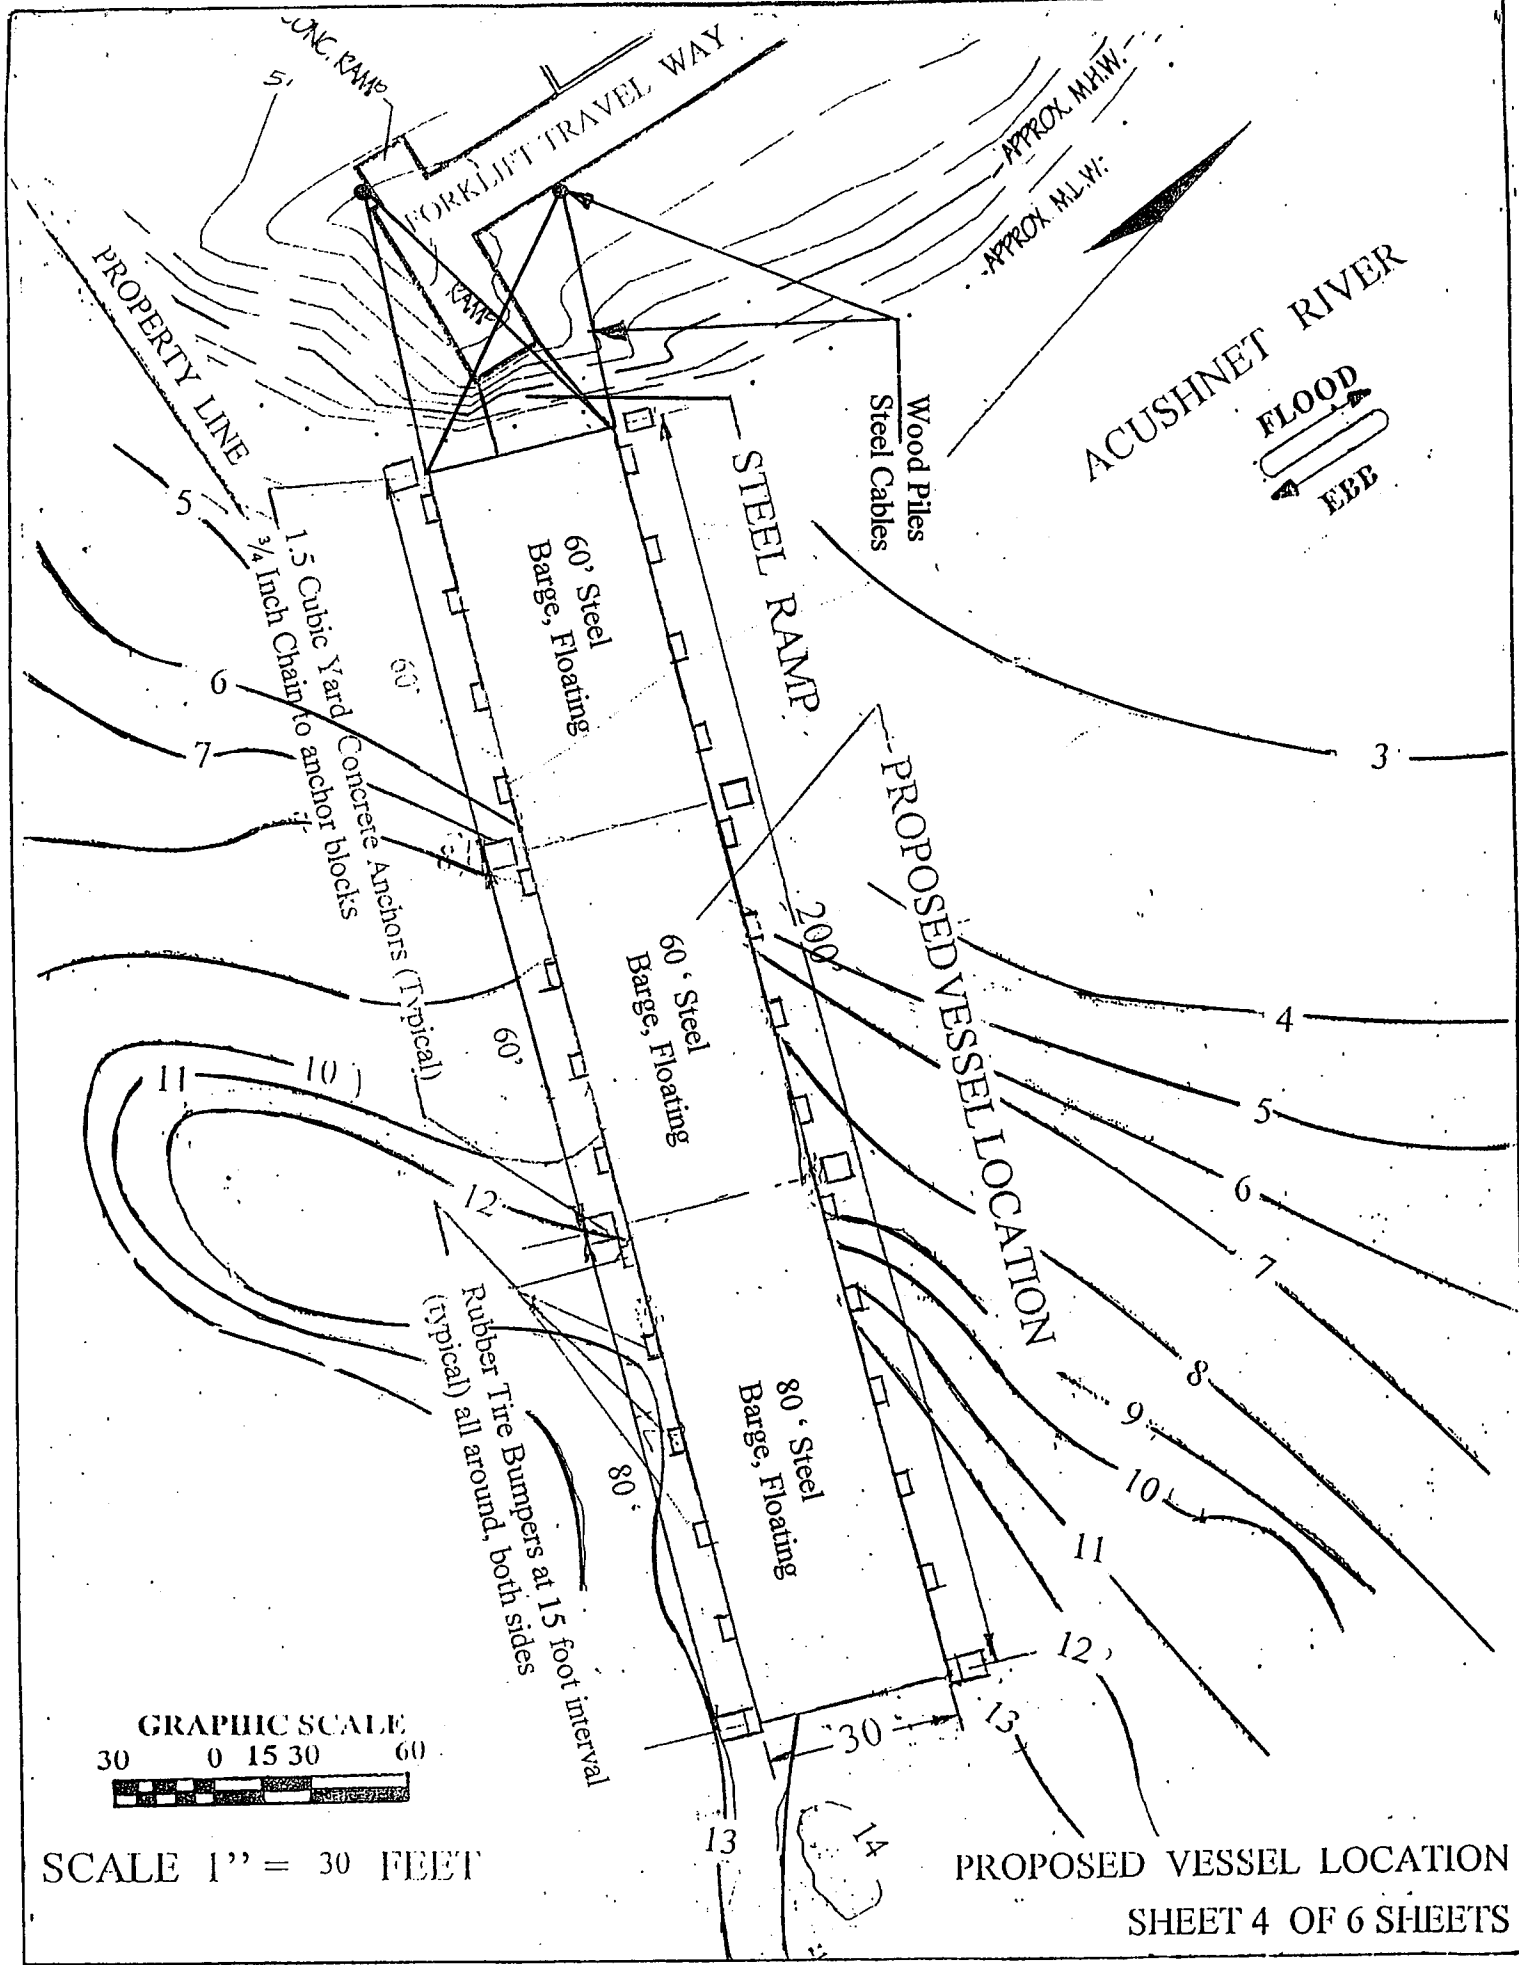 CONC. RAMP
5'
FORKLIFT TRAVEL WAY
RAMP
APPROX. M.H.W.
APPROX. M.L.W.
ACUSHNET RIVER
FLOOD
EBB
PROPERTY LINE
Wood Piles
Steel Cables
STEEL RAMP
60' Steel
Barge, Floating
1.5 Cubic Yard Concrete Anchors (Typical)
3/4 Inch Chain to anchor blocks
5
6
7
60'
3
PROPOSED VESSEL LOCATION
200'
60' Steel
Barge, Floating
60'
4
5
6
7
8
9
10
11
12
13
10
11
12
Rubber Tire Bumpers at 15 foot interval
(typical) all around, both sides
80' Steel
Barge, Floating
80'
30
13
14
GRAPHIC SCALE
30 0 15 30 60
SCALE 1'' = 30 FEET
PROPOSED VESSEL LOCATION
SHEET 4 OF 6 SHEETS